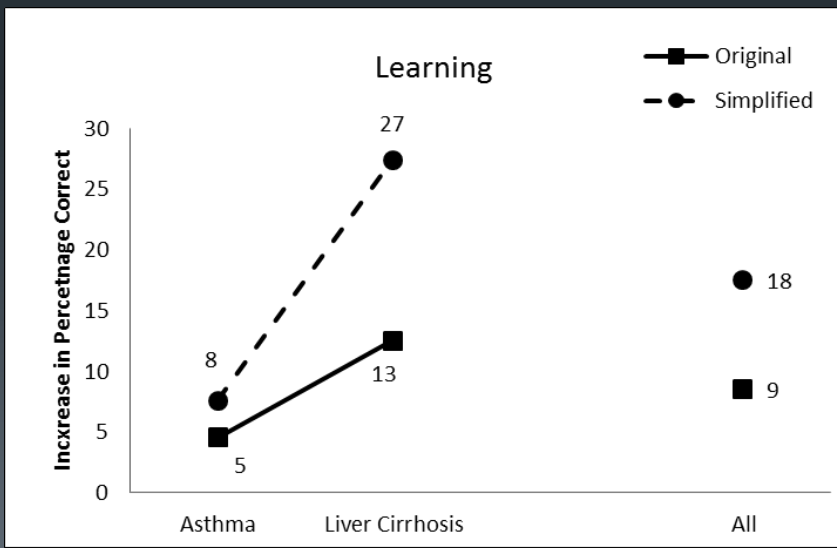 Learning
Original
Simplified
Incxrease in Percetnage Correct
30
25
20
15
10
5
0
27
8
13
5
18
9
Asthma
Liver Cirrhosis
All